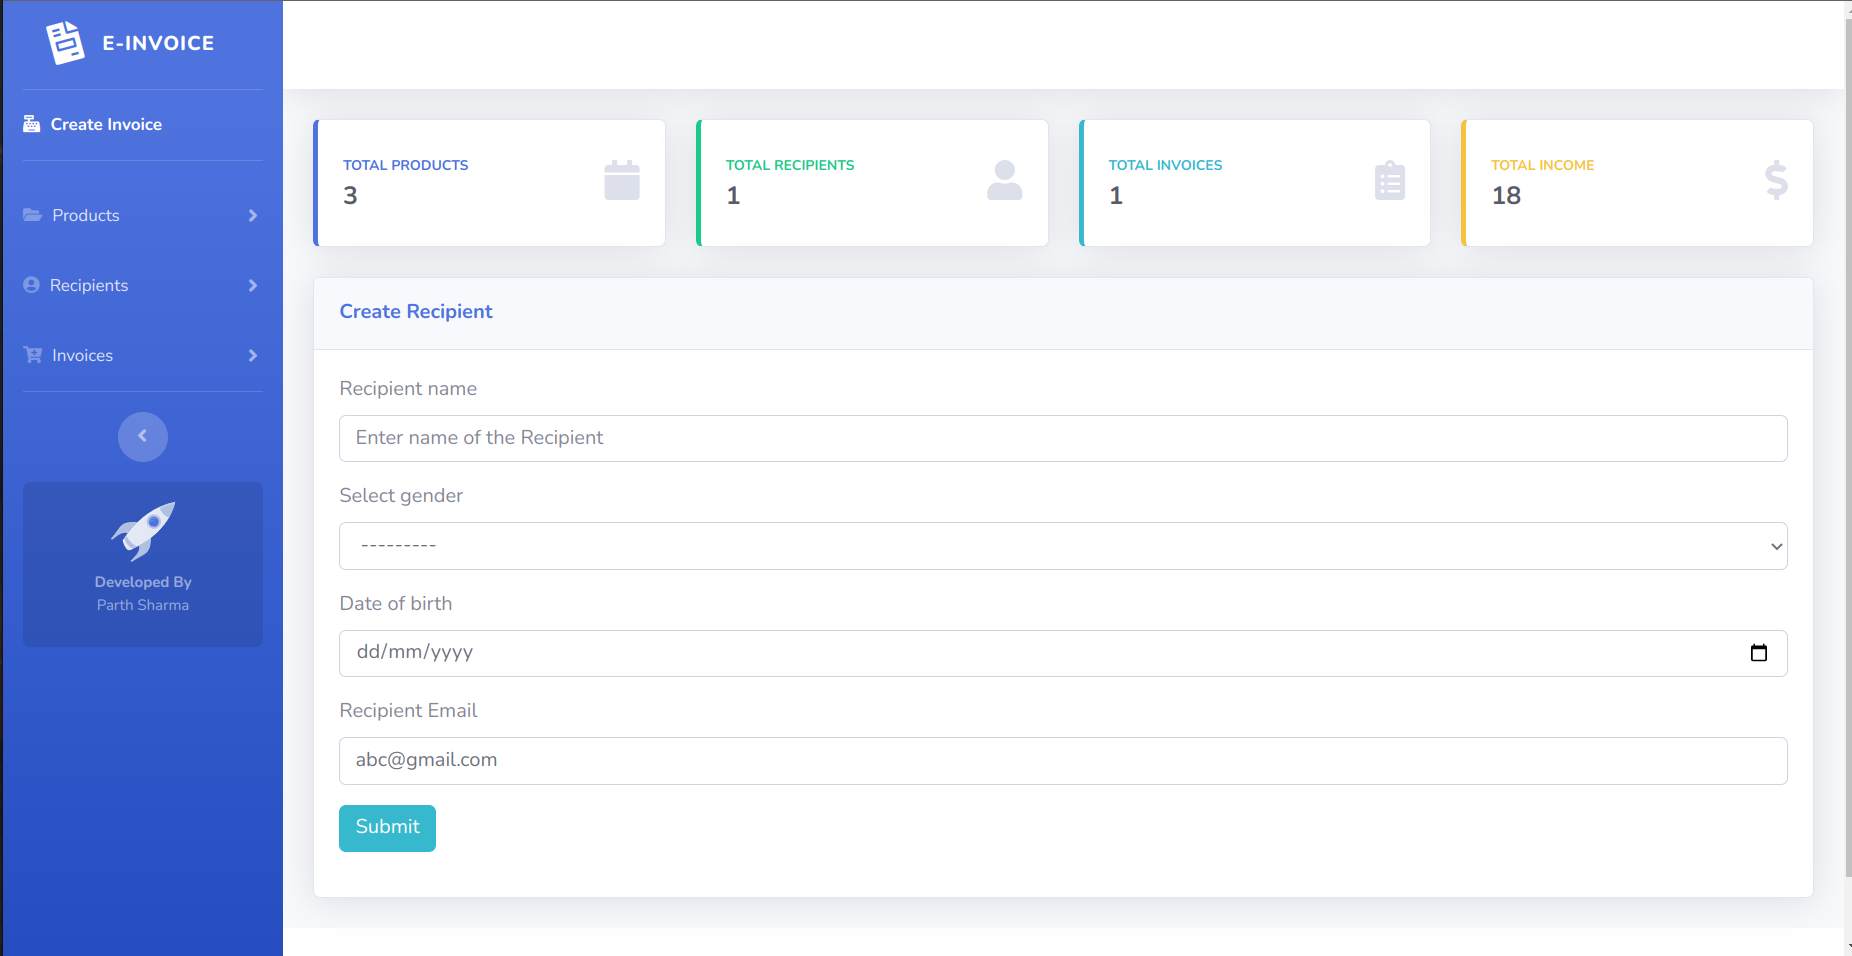 E-INVOICE
Create Invoice
Products
Recipients
Invoices
Developed By
Parth Sharma
TOTAL PRODUCTS
3
TOTAL RECIPIENTS
1
TOTAL INVOICES
1
TOTAL INCOME
18
Create Recipient
Recipient name
Enter name of the Recipient
Select gender
---------
Date of birth
dd/mm/yyyy
Recipient Email
abc@gmail.com
Submit